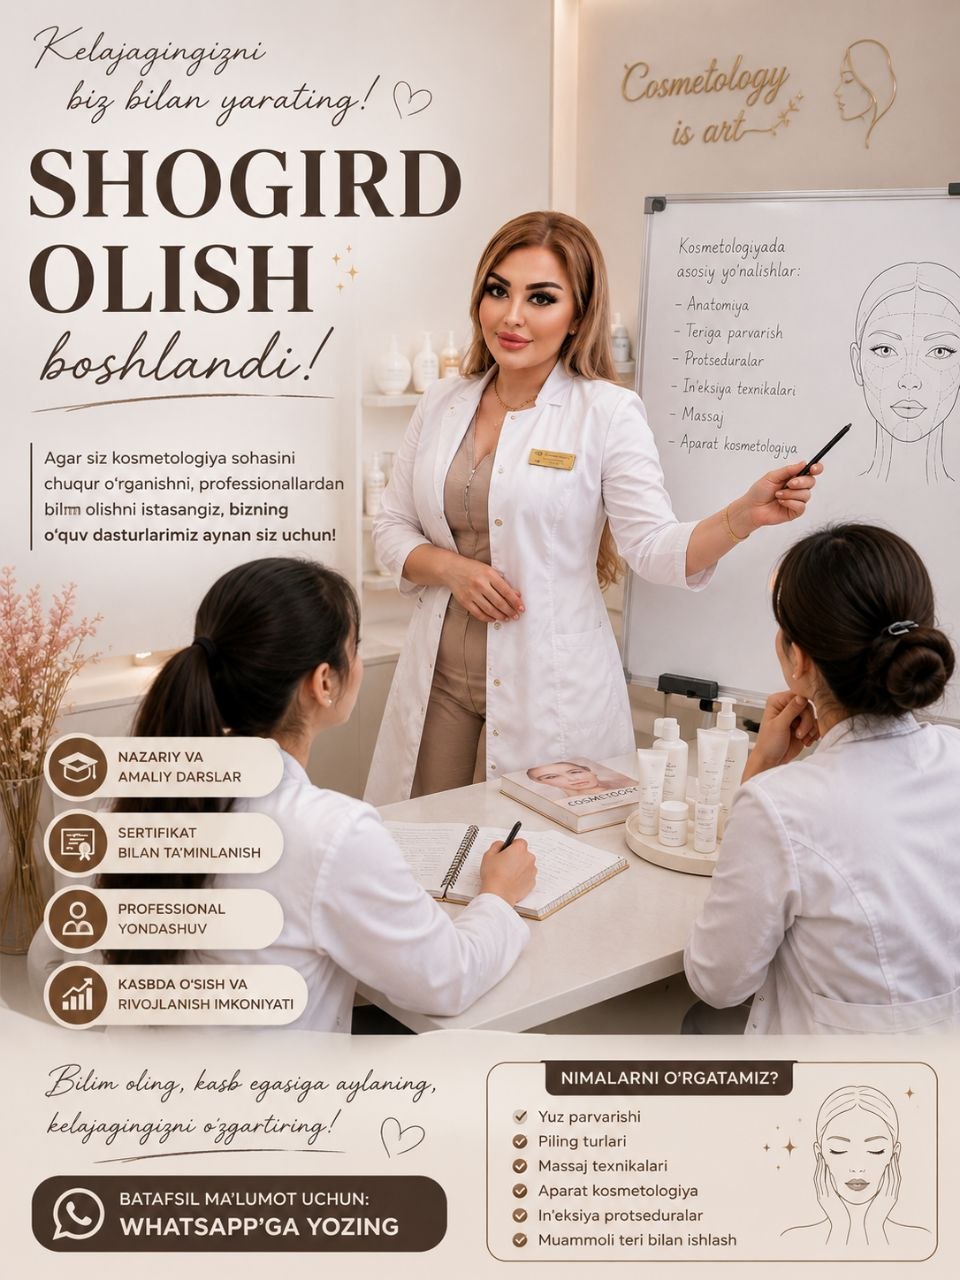 Kelajagingizni
biz bilan yarating!
SHOGIRD
OLISH
boshlandi!
Agar siz kosmetologiya sohasini
chuqur o‘rganishni, professionallardan
bilm olishni istasangiz, bizning
o‘quv dasturlarimiz aynan siz uchun!
Cosmetology
is art
Kosmetologiyada
asosiy yo'nalishlar:
- Anatomiya
- Teriga parvarish
- Protseduralar
- In'eksiya texnikalari
- Massaj
- Aparat kosmetologiya
COSMETOLOGY
NAZARIY VA
AMALIY DARSLAR
SERTIFIKAT
BILAN TA’MINLANISH
PROFESSIONAL
YONDASHUV
KASBDA O‘SISH VA
RIVOJLANISH IMKONIYATI
Bilim oling, kasb egasiga aylaning,
kelajagingizni o'zgartiring!
BATAFSIL MA’LUMOT UCHUN:
WHATSAPP’GA YOZING
NIMALARNI O’RGATAMIZ?
Yuz parvarishi
Piling turlari
Massaj texnikalari
Aparat kosmetologiya
In'eksiya protseduralar
Muammoli teri bilan ishlash